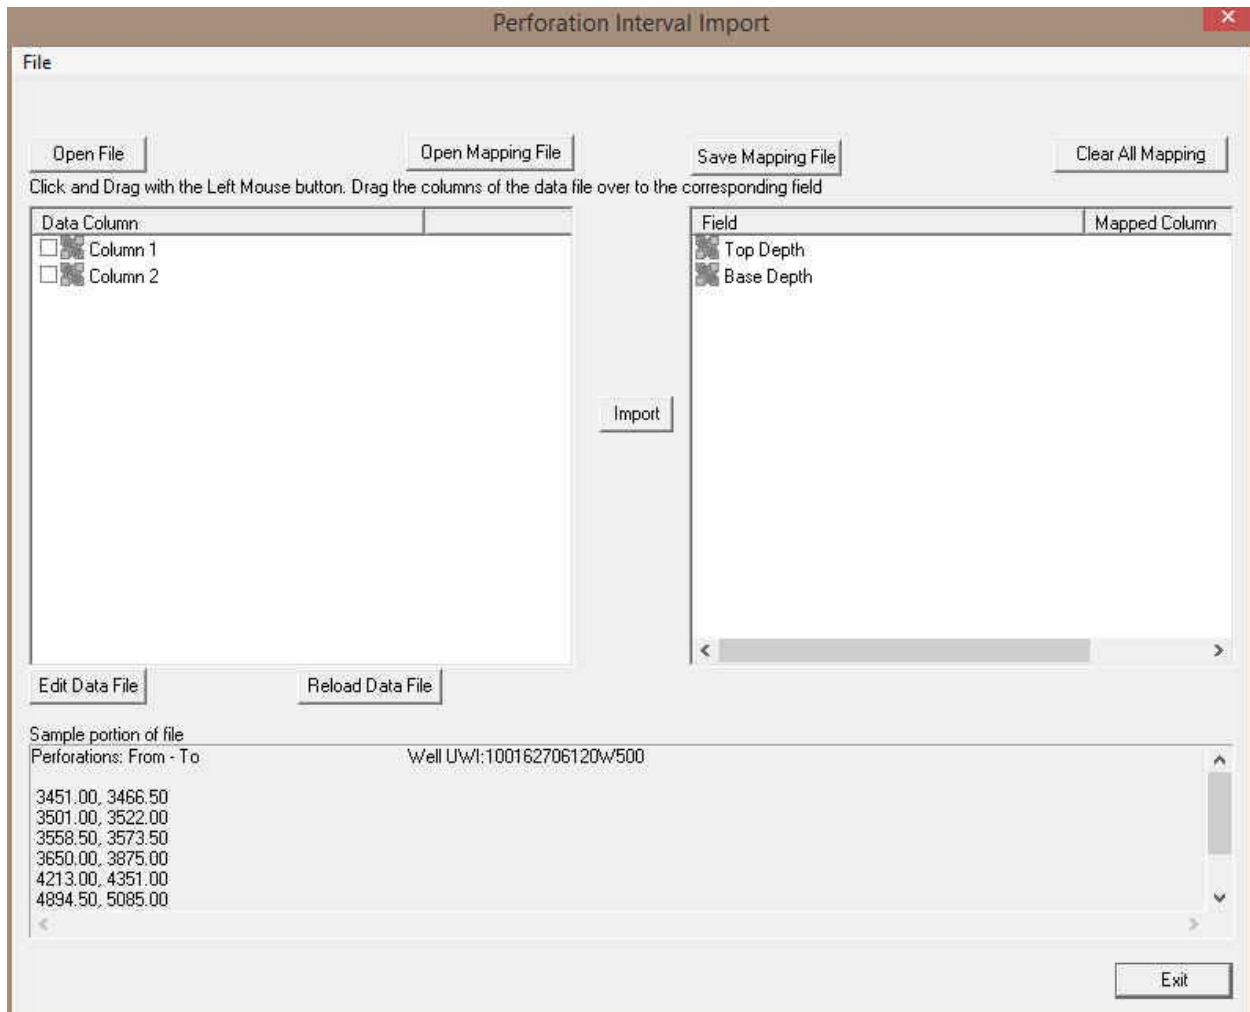 Perforation Interval Import
File
Open File
Open Mapping File
Save Mapping File
Clear All Mapping
Click and Drag with the Left Mouse button. Drag the columns of the data file over to the corresponding field
Data Column
Field
Mapped Column
Column 1
Top Depth
Column 2
Base Depth
Import
Edit Data File
Reload Data File
Sample portion of file
Perforations: From - To Well UWI:100162706120W500
3451.00, 3466.50
3501.00, 3522.00
3558.50, 3573.50
3650.00, 3875.00
4213.00, 4351.00
4894.50, 5085.00
Exit